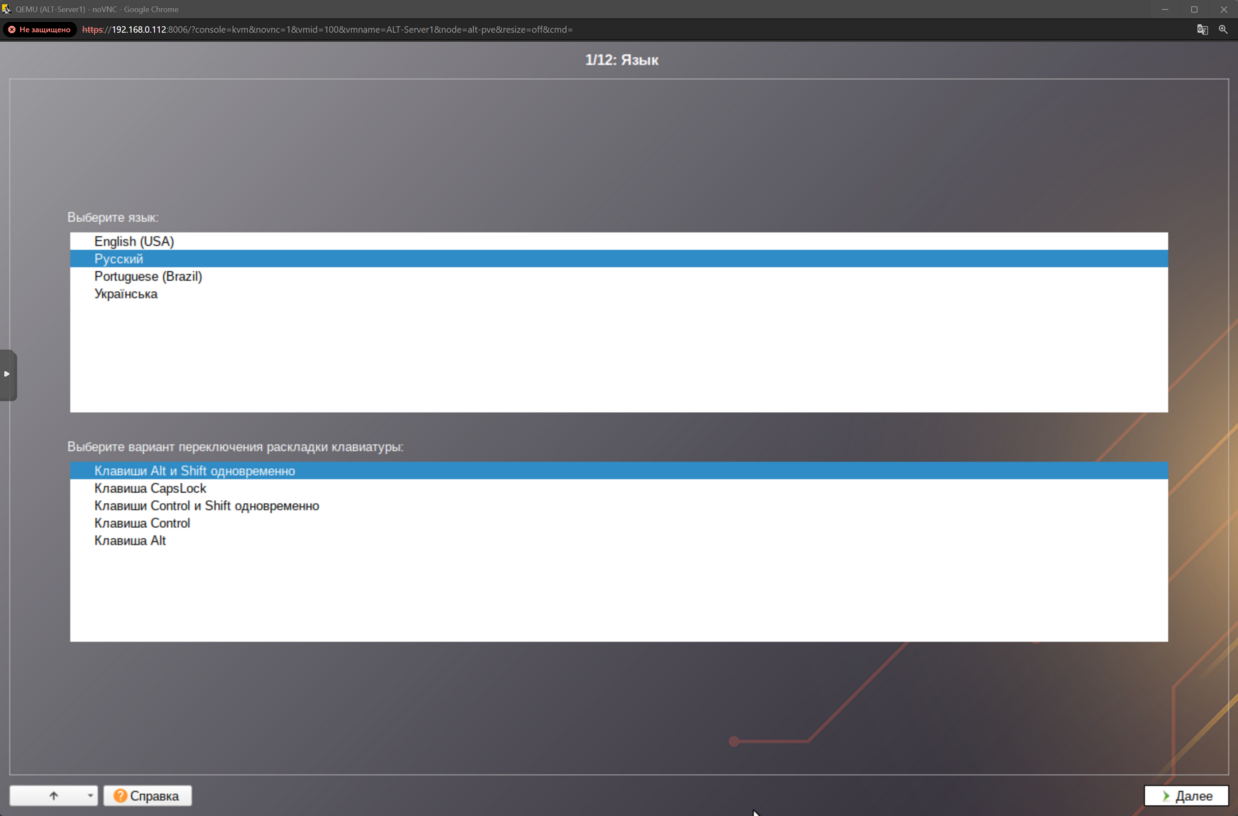 QEMU (ALT-Server1) - noVNC - Google Chrome
Не защищено https://192.168.0.112:8006/?console=kvm&novnc=1&vmid=100&vmname=ALT-Server1&node=alt-pve&resize=off&cmd=
1/12: Язык
Выберите язык:
English (USA)
Русский
Portuguese (Brazil)
Українська
Выберите вариант переключения раскладки клавиатуры:
Клавиши Alt и Shift одновременно
Клавиша CapsLock
Клавиши Control и Shift одновременно
Клавиша Control
Клавиша Alt
Справка
Далее